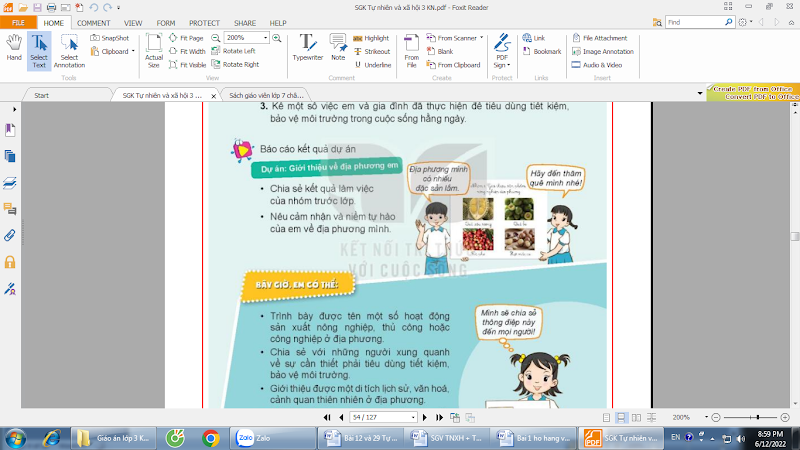 SGK Tự nhiên và xã hội 3 KN.pdf - Foxit Reader
FILE HOME COMMENT VIEW FORM PROTECT SHARE HELP
Find
Hand
Select Text
Select Annotation
SnapShot
Clipboard
Actual Size
Fit Page
Fit Width
Fit Visible
200%
Rotate Left
Rotate Right
Typewriter
Note
Highlight
Strikeout
Underline
From File
From Scanner
Blank
Clipboard
PDF Sign
Link
Bookmark
File Attachment
Image Annotation
Audio & Video
Tools View Comment Create Protect Links Insert
Start
SGK Tự nhiên và xã hội 3 ...
Sách giáo viên lớp 7 chấ...
Create PDF from Office
Convert PDF to Office
3. Kể một số việc em và gia đình đã thực hiện để tiêu dùng tiết kiệm,
bảo vệ môi trường trong cuộc sống hằng ngày.
Báo cáo kết quả dự án
Dự án: Giới thiệu về địa phương em
• Chia sẻ kết quả làm việc
của nhóm trước lớp.
• Nêu cảm nhận và niềm tự hào
của em về địa phương mình.
Địa phương mình
có nhiều
đặc sản lắm.
Hãy đến thăm
quê mình nhé!
KẾT NỐI TRI THỨC
VỚI CUỘC SỐNG
BÂY GIỜ, EM CÓ THỂ:
• Trình bày được tên một số hoạt động
sản xuất nông nghiệp, thủ công hoặc
công nghiệp ở địa phương.
• Chia sẻ với những người xung quanh
về sự cần thiết phải tiêu dùng tiết kiệm,
bảo vệ môi trường.
• Giới thiệu được một di tích lịch sử, văn hoá,
cảnh quan thiên nhiên ở địa phương.
Mình sẽ chia sẻ
thông điệp này
đến mọi người!
54 / 127
200%
Giáo án lớp 3 K...
Zalo
Bài 12 và 29 Tự ...
SGV TNXH + T...
Bài 1 ho hang v...
SGK Tự nhiên v...
EN
8:59 PM
6/12/2022